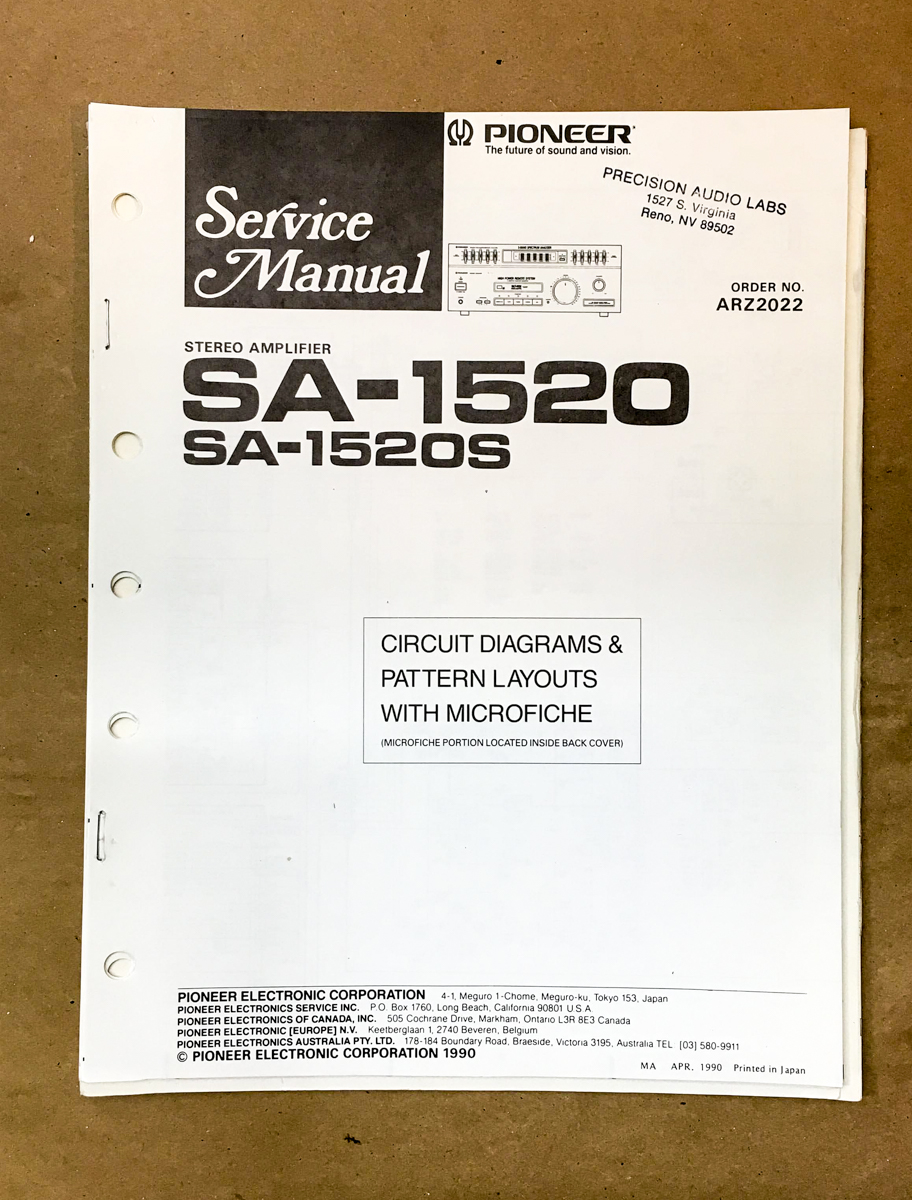 Service
Manual
PIONEER
The future of sound and vision.
PRECISION AUDIO LABS
1527 S. Virginia
Reno, NV 89502
ORDER NO.
ARZ2022
STEREO AMPLIFIER
SA-1520
SA-1520S
CIRCUIT DIAGRAMS &
PATTERN LAYOUTS
WITH MICROFICHE
(MICROFICHE PORTION LOCATED INSIDE BACK COVER)
PIONEER ELECTRONIC CORPORATION 4-1, Meguro 1-Chome, Meguro-ku, Tokyo 153, Japan
PIONEER ELECTRONICS SERVICE INC. P.O. Box 1760, Long Beach, California 90801 U.S.A
PIONEER ELECTRONICS OF CANADA, INC. 505 Cochrane Drive, Markham, Ontario L3R 8E3 Canada
PIONEER ELECTRONIC [EUROPE] N.V. Keetberglaan 1, 2740 Beveren, Belgium
PIONEER ELECTRONICS AUSTRALIA PTY. LTD. 178-184 Boundary Road, Braeside, Victoria 3195, Australia TEL [03] 580-9911
© PIONEER ELECTRONIC CORPORATION 1990
MA APR. 1990 Printed in Japan